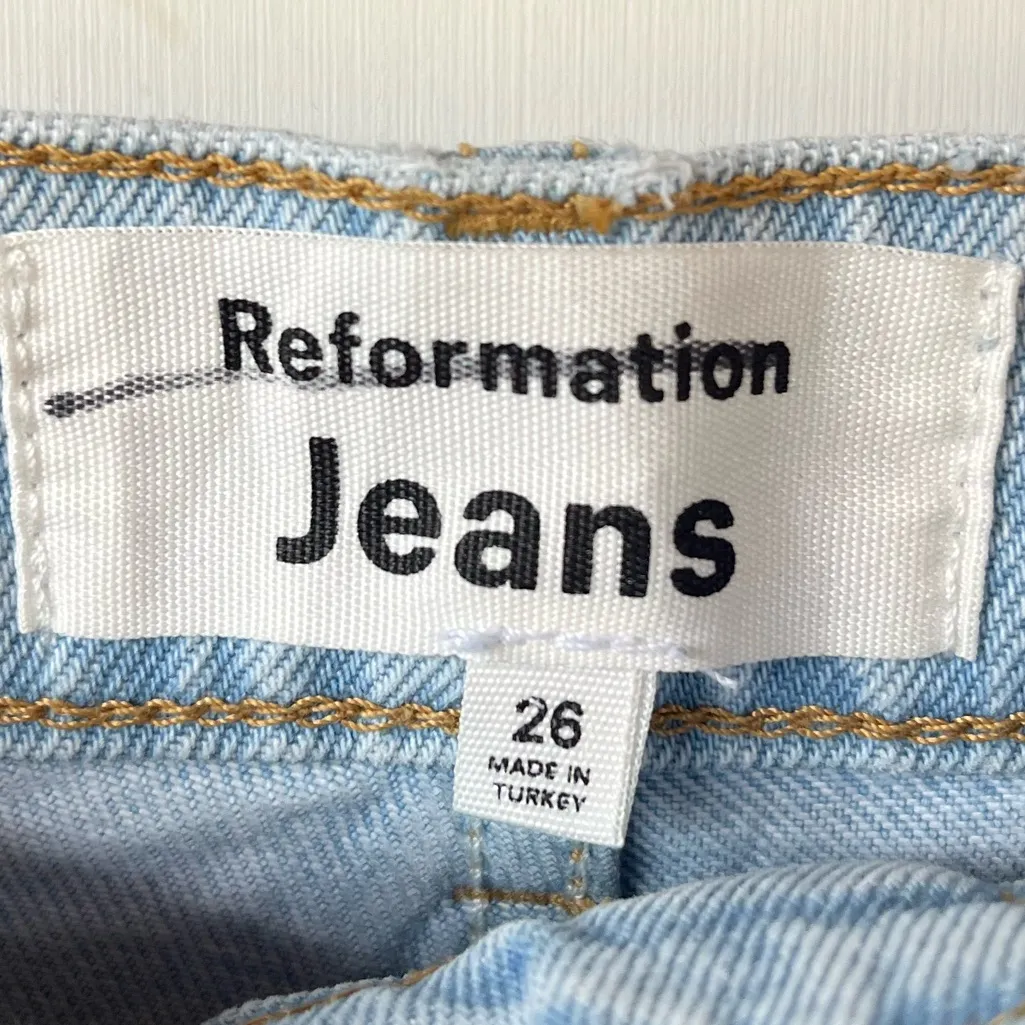 Reformation
Jeans
26
MADE IN
TURKEY